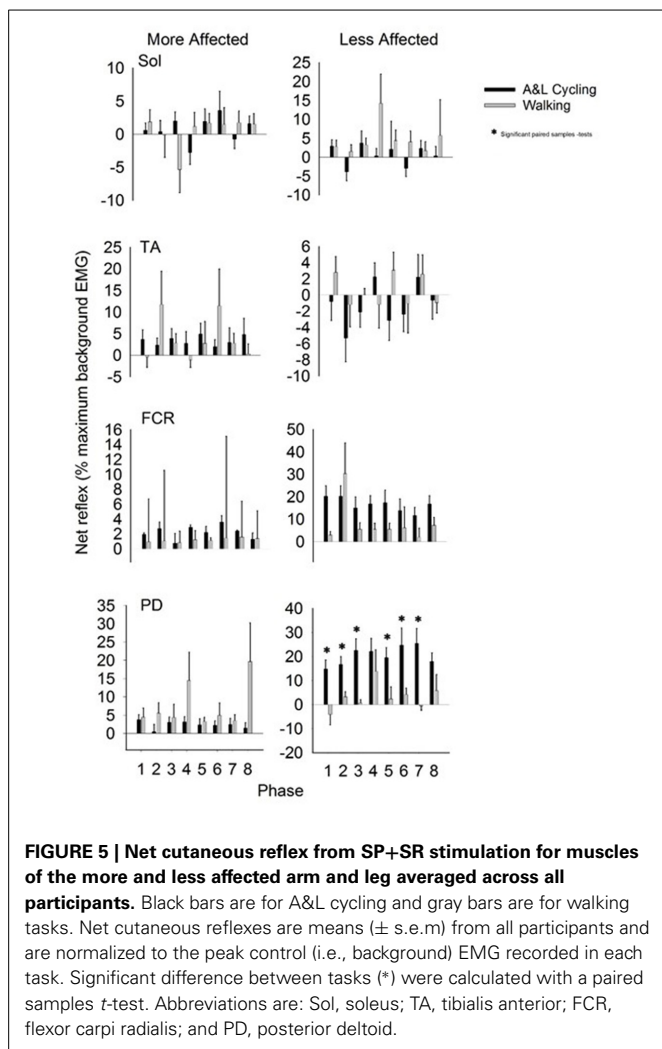 More Affected
Less Affected
A&L Cycling
Walking
* Significant paired samples -tests
Net reflex (% maximum background EMG)
Sol
10
5
0
-5
-10
25
20
15
10
5
0
-5
-10
TA
25
20
15
10
5
0
-5
6
4
2
0
-2
-4
-6
-8
-10
FCR
16
14
12
10
8
6
4
2
0
50
40
30
20
10
0
PD
35
30
25
20
15
10
5
0
40
30
20
10
0
-10
-20
* * * * * *
1 2 3 4 5 6 7 8
1 2 3 4 5 6 7 8
Phase
FIGURE 5 | Net cutaneous reflex from SP+SR stimulation for muscles
of the more and less affected arm and leg averaged across all
participants. Black bars are for A&L cycling and gray bars are for walking
tasks. Net cutaneous reflexes are means (± s.e.m) from all participants and
are normalized to the peak control (i.e., background) EMG recorded in each
task. Significant difference between tasks (*) were calculated with a paired
samples t-test. Abbreviations are: Sol, soleus; TA, tibialis anterior; FCR,
flexor carpi radialis; and PD, posterior deltoid.